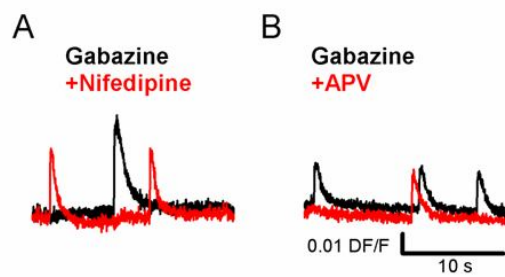 A
Gabazine
+Nifedipine
B
Gabazine
+APV
0.01 DF/F
10 s